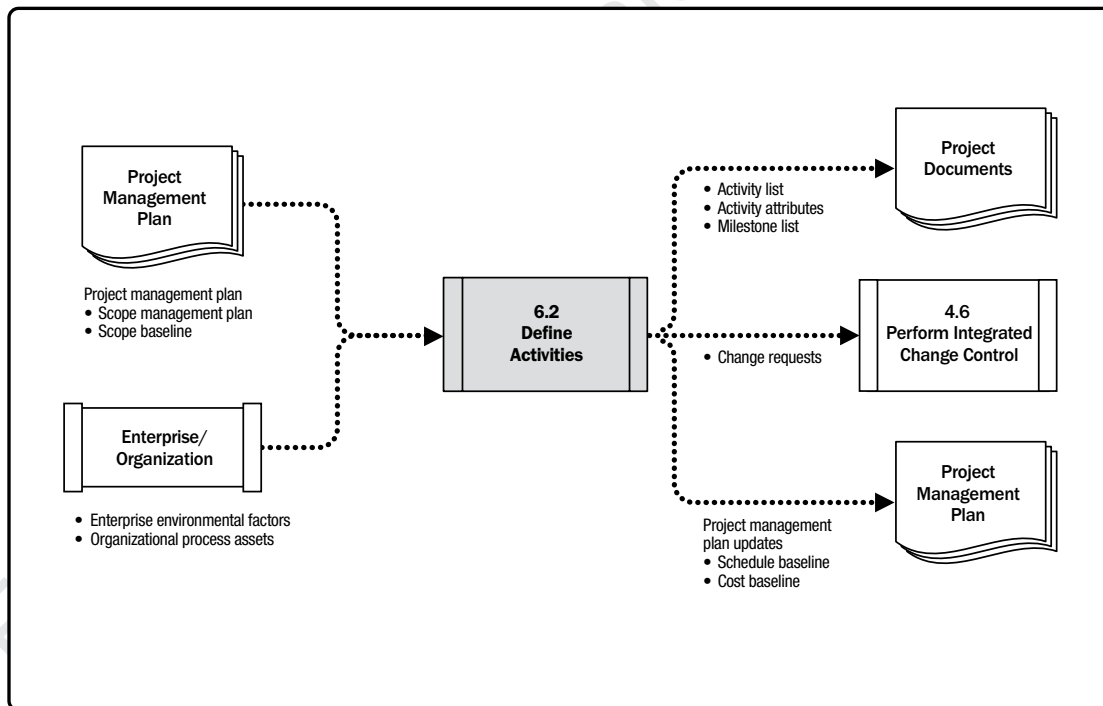 Project
Management
Plan
Project management plan
• Scope management plan
• Scope baseline
Enterprise/
Organization
• Enterprise environmental factors
• Organizational process assets
6.2
Define
Activities
• Activity list
• Activity attributes
• Milestone list
Project
Documents
• Change requests
4.6
Perform Integrated
Change Control
Project management
plan updates
• Schedule baseline
• Cost baseline
Project
Management
Plan